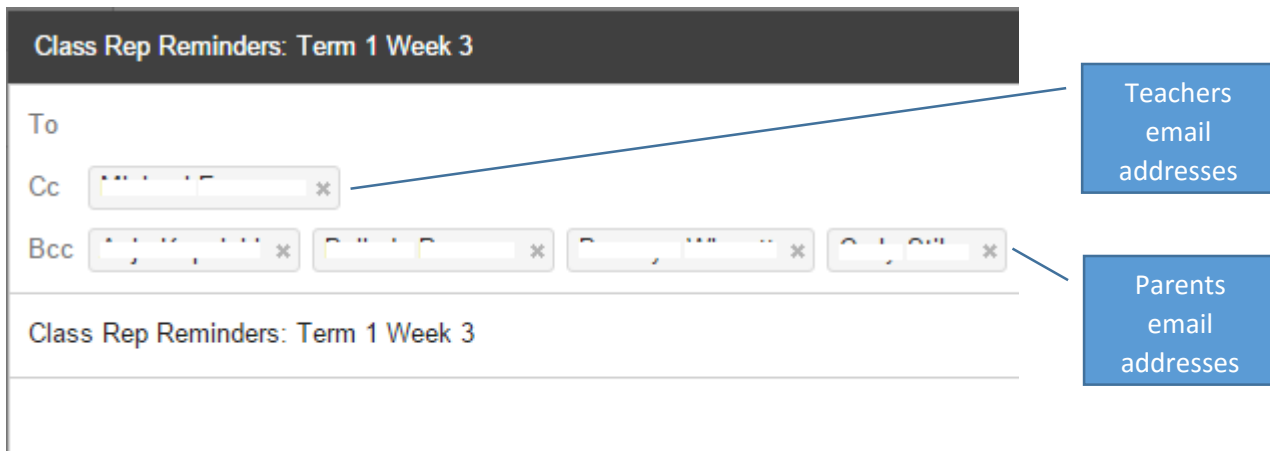 Class Rep Reminders: Term 1 Week 3
Teachers
email
addresses
To
Cc
Bcc
Parents
email
addresses
Class Rep Reminders: Term 1 Week 3